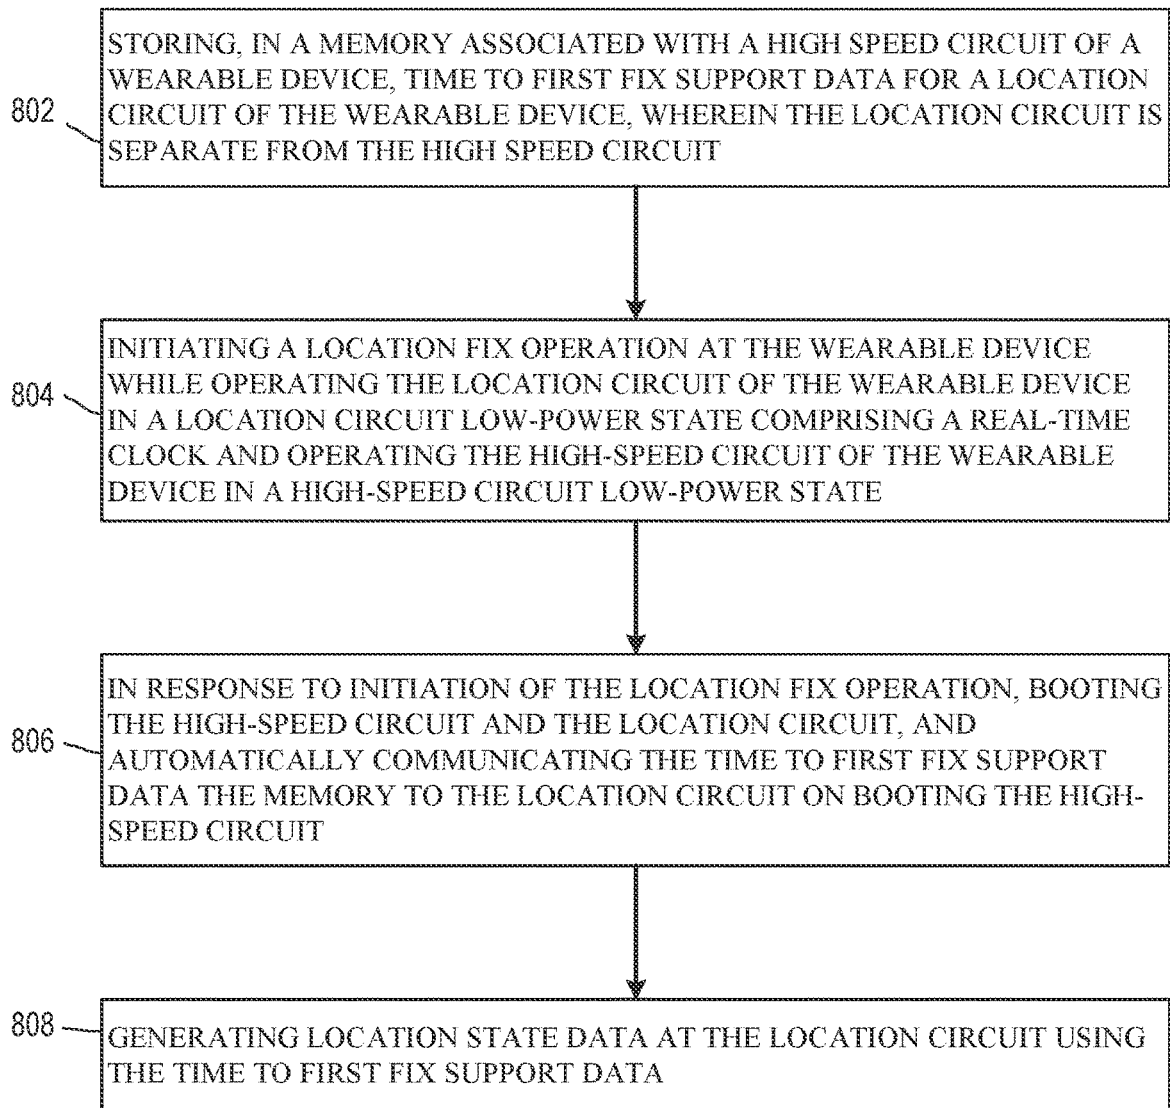 802
STORING, IN A MEMORY ASSOCIATED WITH A HIGH SPEED CIRCUIT OF A
WEARABLE DEVICE, TIME TO FIRST FIX SUPPORT DATA FOR A LOCATION
CIRCUIT OF THE WEARABLE DEVICE, WHEREIN THE LOCATION CIRCUIT IS
SEPARATE FROM THE HIGH SPEED CIRCUIT
804
INITIATING A LOCATION FIX OPERATION AT THE WEARABLE DEVICE
WHILE OPERATING THE LOCATION CIRCUIT OF THE WEARABLE DEVICE
IN A LOCATION CIRCUIT LOW-POWER STATE COMPRISING A REAL-TIME
CLOCK AND OPERATING THE HIGH-SPEED CIRCUIT OF THE WEARABLE
DEVICE IN A HIGH-SPEED CIRCUIT LOW-POWER STATE
806
IN RESPONSE TO INITIATION OF THE LOCATION FIX OPERATION, BOOTING
THE HIGH-SPEED CIRCUIT AND THE LOCATION CIRCUIT, AND
AUTOMATICALLY COMMUNICATING THE TIME TO FIRST FIX SUPPORT
DATA THE MEMORY TO THE LOCATION CIRCUIT ON BOOTING THE HIGH-
SPEED CIRCUIT
808
GENERATING LOCATION STATE DATA AT THE LOCATION CIRCUIT USING
THE TIME TO FIRST FIX SUPPORT DATA